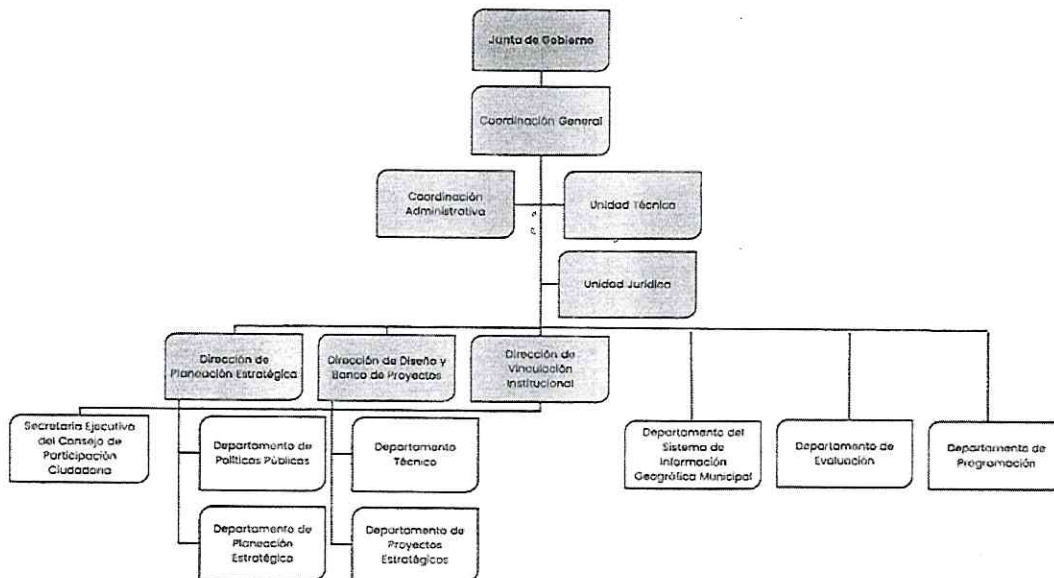 Junta de Gobierno
Coordinación General
Coordinación
Administrativa
Unidad Técnica
Unidad Jurídica
Dirección de
Planeación Estratégica
Dirección de Diseño y
Banco de Proyectos
Dirección de
Vinculación
Institucional
Secretaria Ejecutiva
del Consejo de
Participación
Ciudadana
Departamento de
Políticas Públicas
Departamento
Técnico
Departamento del
Sistema de
Información
Geográfica Municipal
Departamento de
Evaluación
Departamento de
Programación
Departamento de
Planeación
Estratégica
Departamento de
Proyectos
Estratégicos